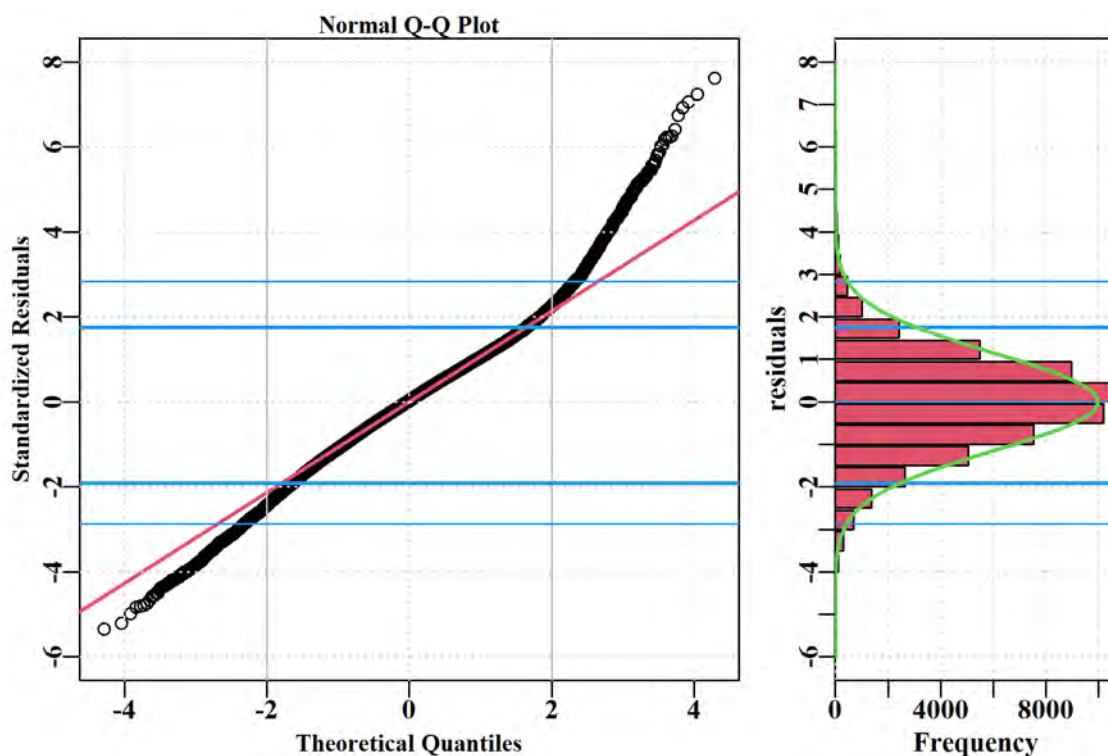 Normal Q-Q Plot
Standardized Residuals
8
6
4
2
0
-2
-4
-6
-4 -2 0 2 4
Theoretical Quantiles
residuals
8
7
6
4
3
2
1
0
-2
-4
-6
0 4000 8000
Frequency